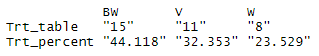 BW V W
Trt_table "15" "11" "8"
Trt_percent "44.118" "32.353" "23.529"